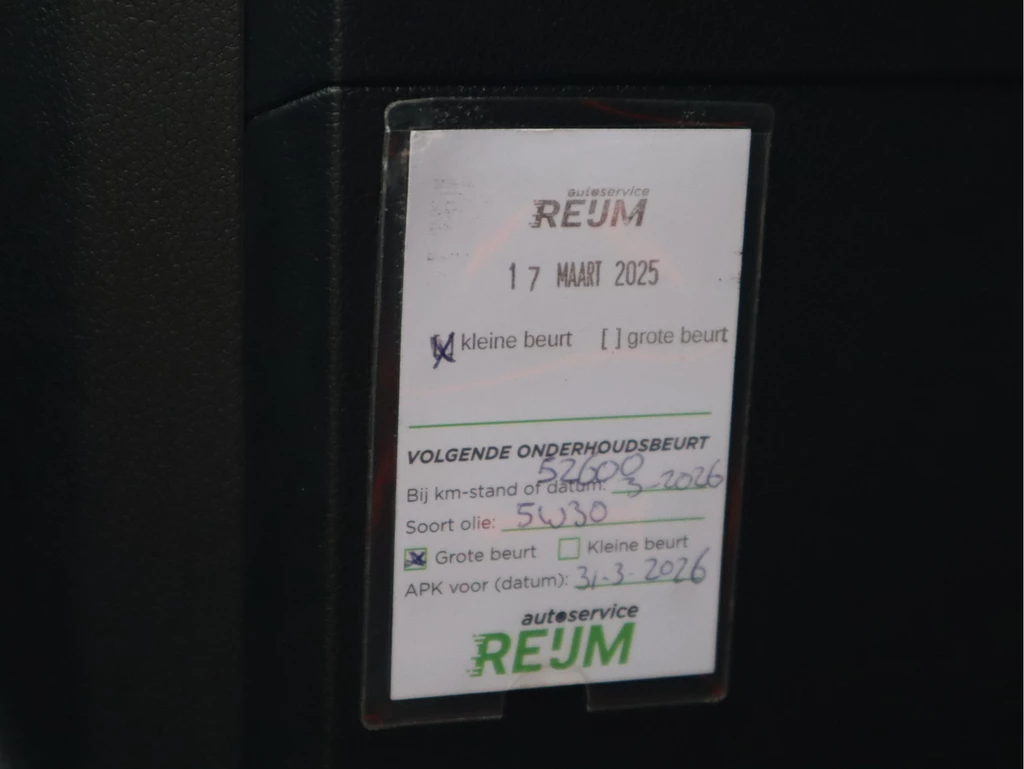 autoservice
REIJM
17 MAART 2025
[X] kleine beurt [ ] grote beurt
VOLGENDE ONDERHOUDSBEURT
52600
Bij km-stand of datum: 3-2026
Soort olie: 5W30
☒ Grote beurt ☐ Kleine beurt
APK voor (datum): 31-3-2026
autoservice
REIJM